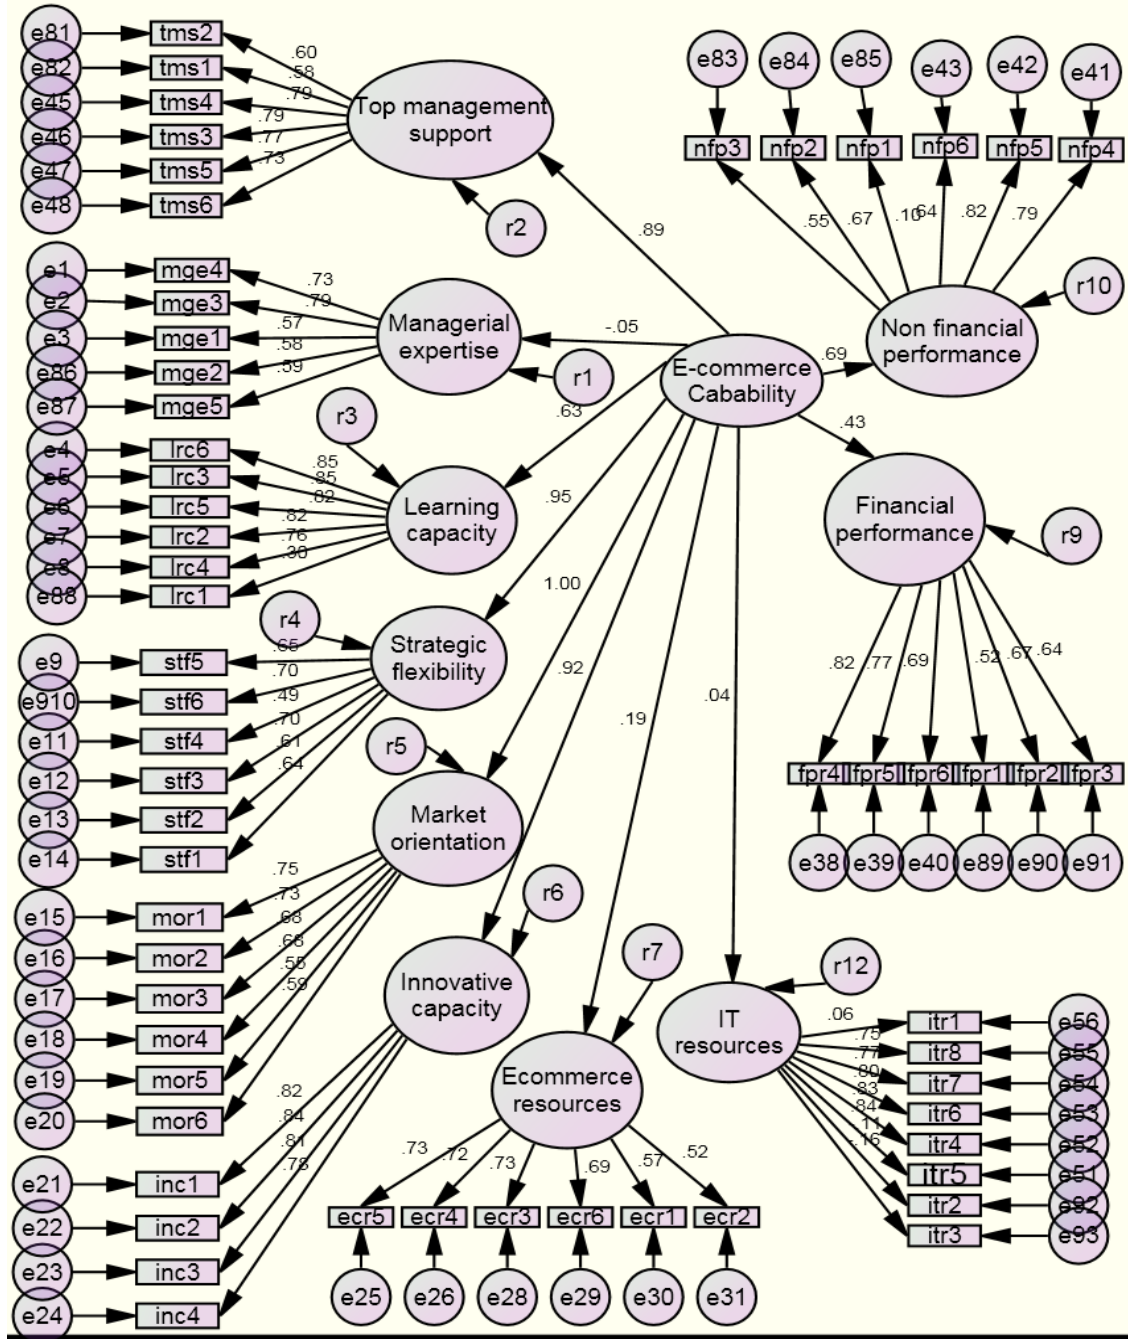 e81 tms2
e82 tms1
e45 tms4
e46 tms3
e47 tms5
e48 tms6
.60
.58
.79
.79
.77
.73
Top management
support
r2
.89
e83 e84 e85 e43 e42 e41
nfp3 nfp2 nfp1 nfp6 nfp5 nfp4
.55 .67 .10 .64 .82 .79
r10
Non financial
performance
e1 mge4
e2 mge3
e3 mge1
e86 mge2
e87 mge5
.73
.79
.57
.58
.59
Managerial
expertise
r1
-.05
E-commerce
Cabability
.69
.43
r3
.63
e4 lrc6
e5 lrc3
e6 lrc5
e7 lrc2
e8 lrc4
e88 lrc1
.85
.85
.82
.82
.76
.30
Learning
capacity
.95
Financial
performance
r9
.82 .77 .69 .52 .67 .64
fpr4 fpr5 fpr6 fpr1 fpr2 fpr3
e38 e39 e40 e89 e90 e91
r4
e9 stf5
e910 stf6
e11 stf4
e12 stf3
e13 stf2
e14 stf1
.65
.70
.49
.70
.61
.64
Strategic
flexibility
1.00
.92
.19
.04
r5
Market
orientation
e15 mor1
e16 mor2
e17 mor3
e18 mor4
e19 mor5
e20 mor6
.75
.73
.68
.68
.55
.59
r6
Innovative
capacity
r7
r12
IT
resources
e21 inc1
e22 inc2
e23 inc3
e24 inc4
.82
.84
.81
.78
Ecommerce
resources
.73 .72 .73 .69 .57 .52
ecr5 ecr4 ecr3 ecr6 ecr1 ecr2
e25 e26 e28 e29 e30 e31
.06
.75
.77
.80
.83
.84
.11
-.16
itr1 e56
itr8 e55
itr7 e54
itr6 e53
itr4 e52
itr5 e51
itr2 e92
itr3 e93